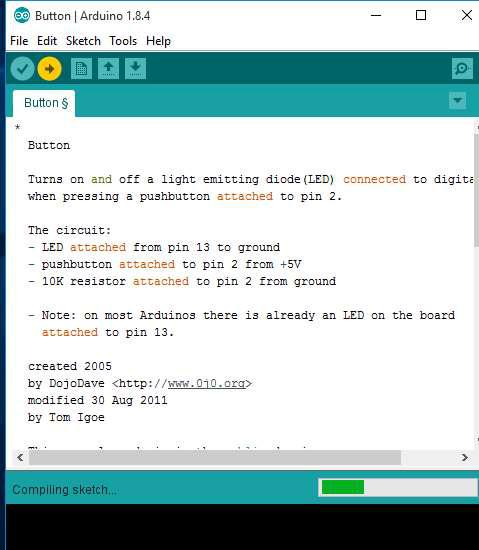 Button | Arduino 1.8.4
File Edit Sketch Tools Help
Button §
*
Button
Turns on and off a light emitting diode(LED) connected to digita
when pressing a pushbutton attached to pin 2.
The circuit:
- LED attached from pin 13 to ground
- pushbutton attached to pin 2 from +5V
- 10K resistor attached to pin 2 from ground
- Note: on most Arduinos there is already an LED on the board
attached to pin 13.
created 2005
by DojoDave <http://www.0j0.org>
modified 30 Aug 2011
by Tom Igoe
Compiling sketch...